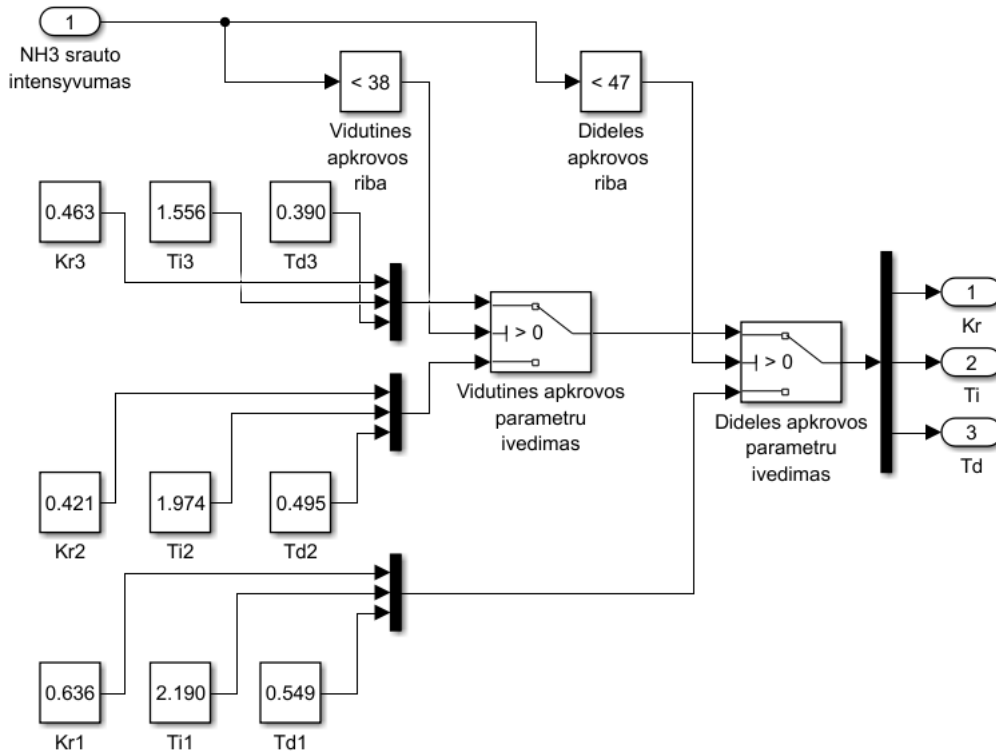 1
NH3 srauto
intensyvumas
< 38
Vidutines
apkrovos
riba
< 47
Dideles
apkrovos
riba
0.463
Kr3
1.556
Ti3
0.390
Td3
> 0
Vidutines apkrovos
parametru
ivedimas
> 0
Dideles apkrovos
parametru
ivedimas
1
Kr
2
Ti
3
Td
0.421
Kr2
1.974
Ti2
0.495
Td2
0.636
Kr1
2.190
Ti1
0.549
Td1